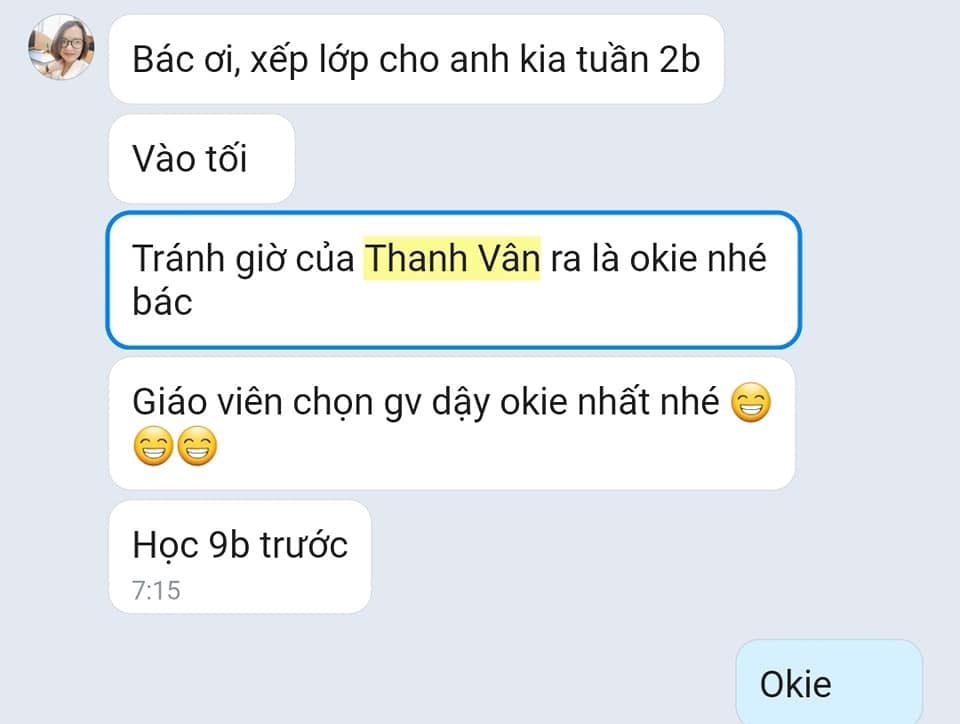 Bác ơi, xếp lớp cho anh kia tuần 2b
Vào tối
Tránh giờ của Thanh Vân ra là okie nhé
bác
Giáo viên chọn gv dậy okie nhất nhé 😁
😁😁
Học 9b trước
7:15
Okie